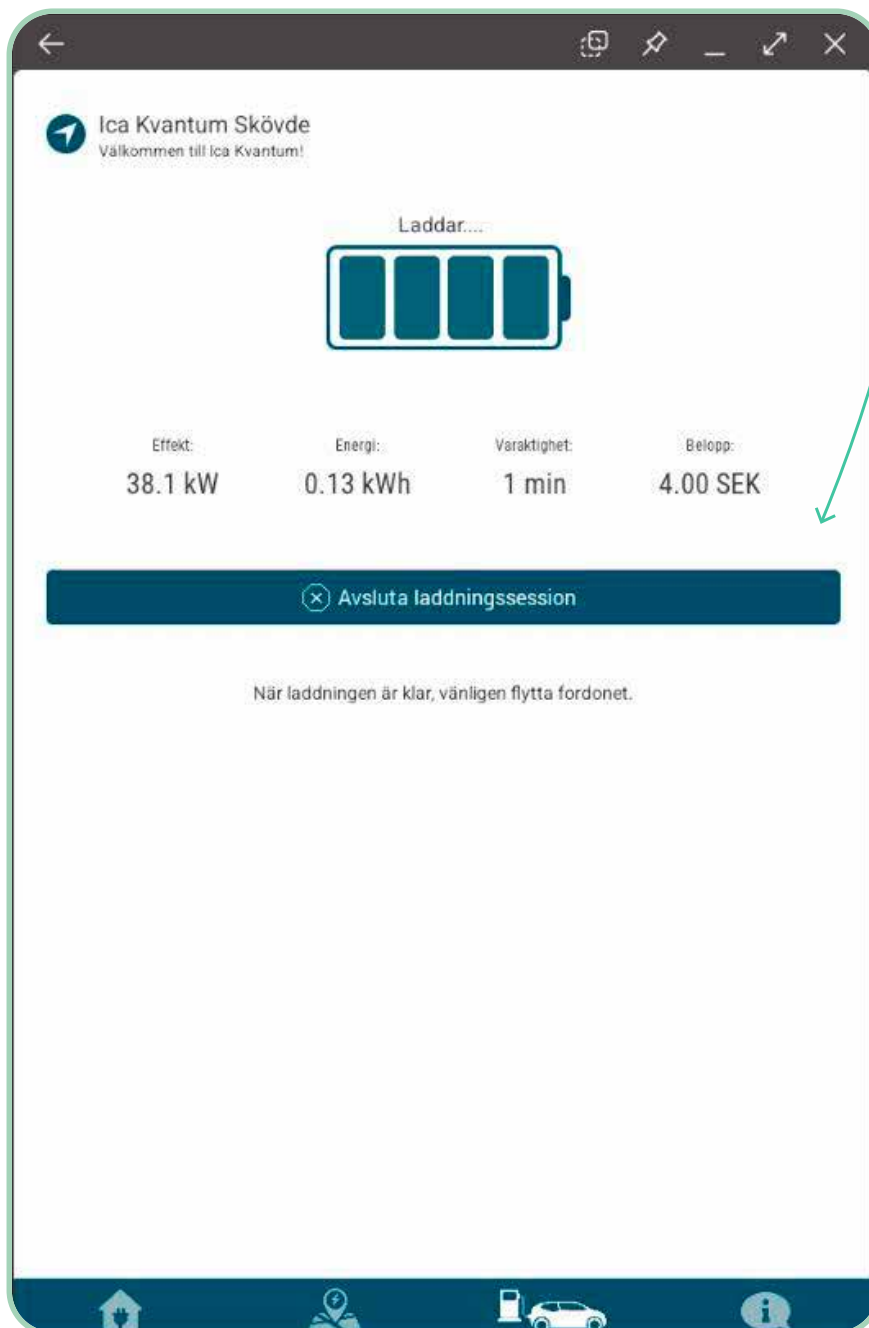 Ica Kvantum Skövde
Välkommen till Ica Kvantum!
Laddar....
Effekt: Energi: Varaktighet: Belopp:
38.1 kW 0.13 kWh 1 min 4.00 SEK
Avsluta laddningssession
När laddningen är klar, vänligen flytta fordonet.